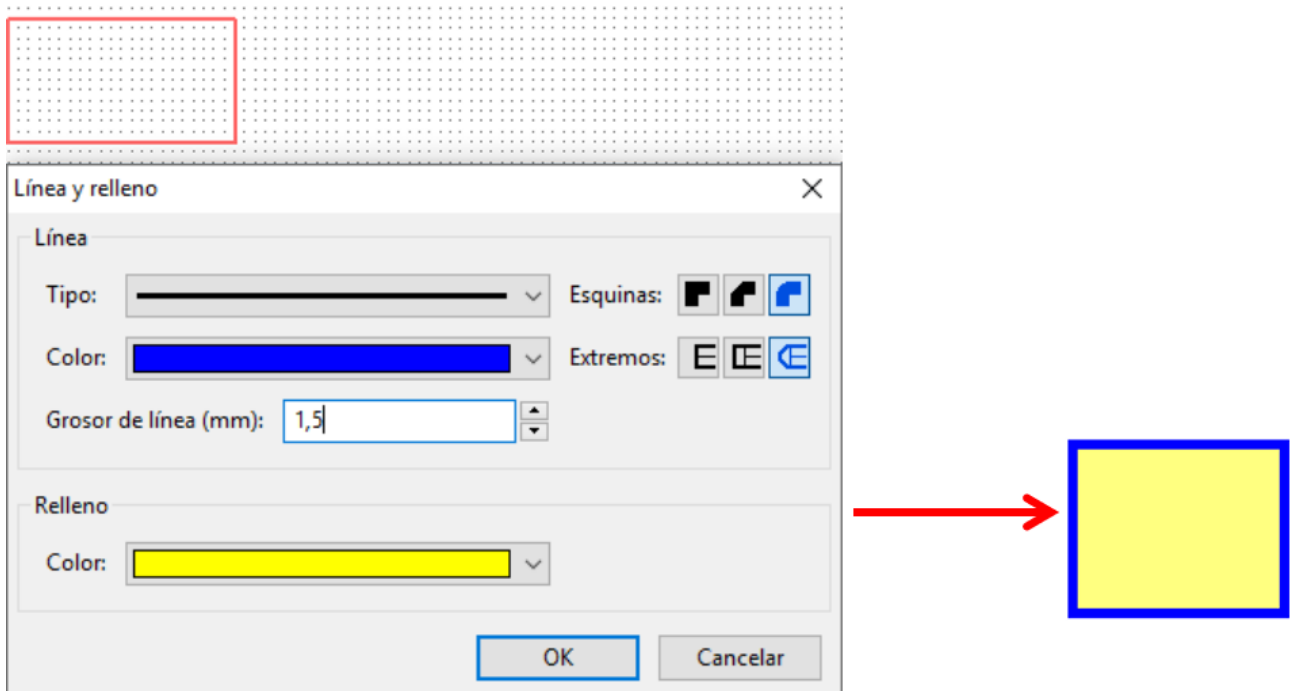 Línea y relleno
Línea
Tipo:
Esquinas:
Color:
Extremos:
Grosor de línea (mm): 1,5
Relleno
Color:
OK
Cancelar